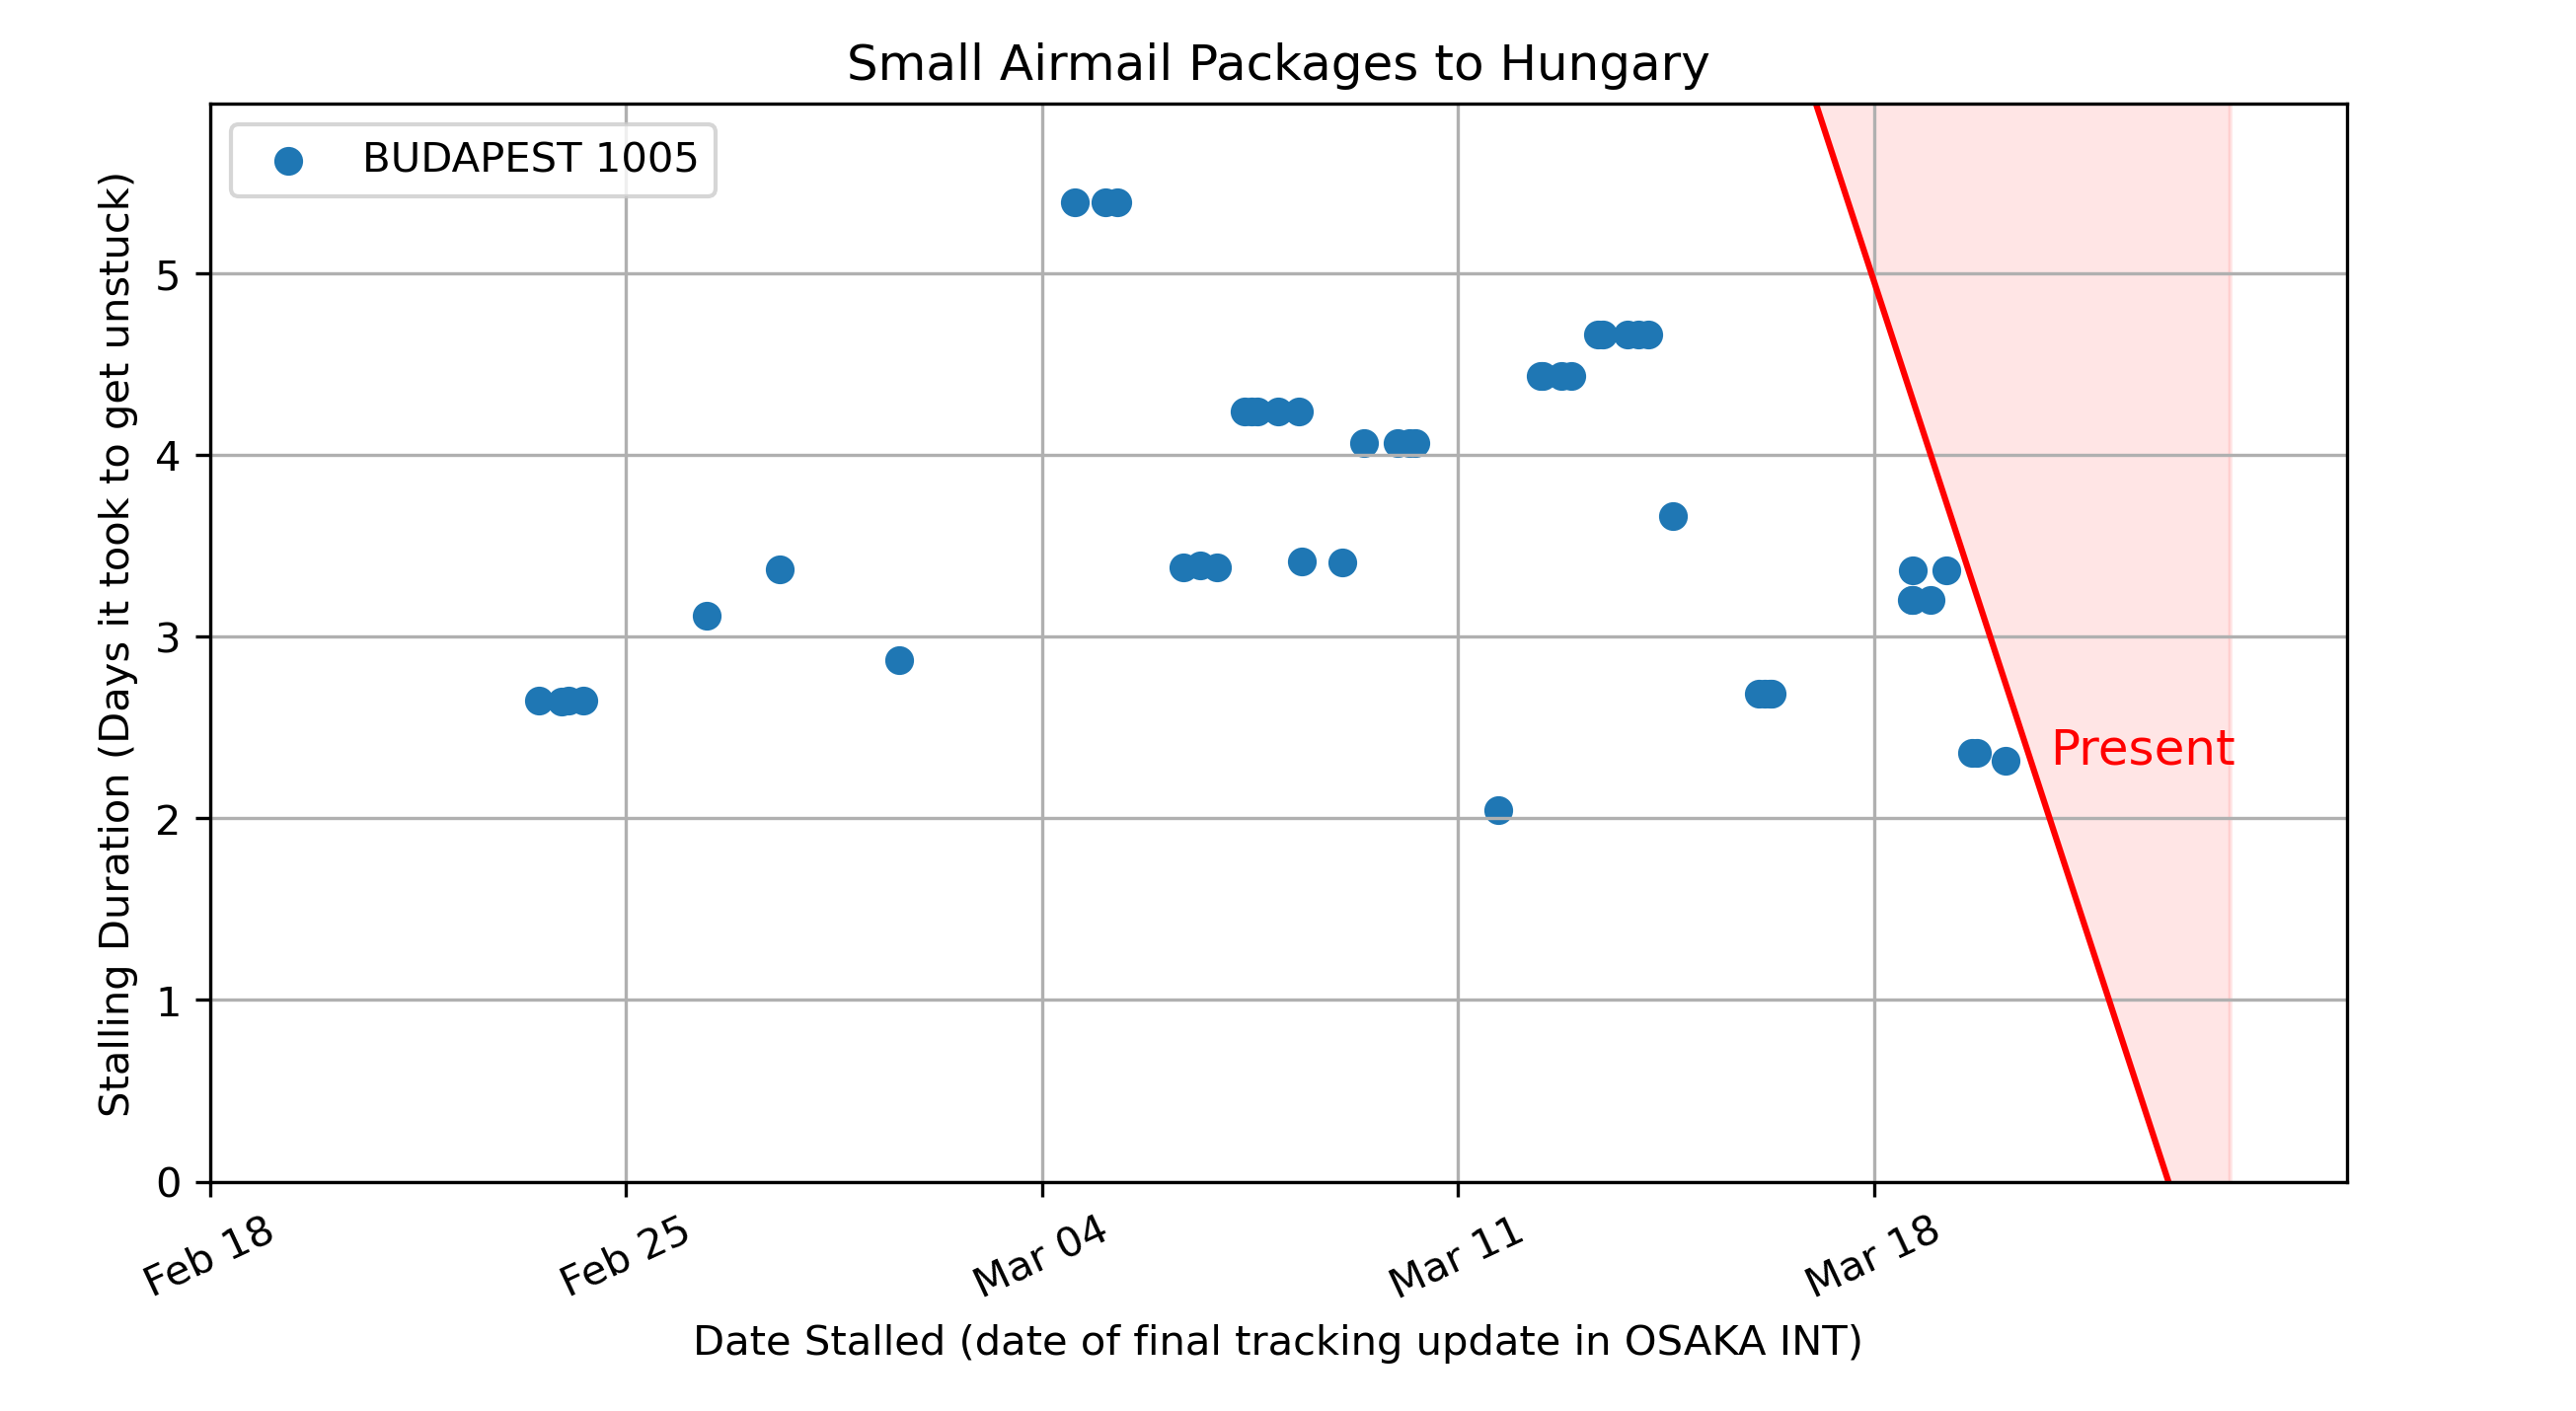 Small Airmail Packages to Hungary
BUDAPEST 1005
Stalling Duration (Days it took to get unstuck)
5
4
3
2
1
0
Present
Feb 18
Feb 25
Mar 04
Mar 11
Mar 18
Date Stalled (date of final tracking update in OSAKA INT)